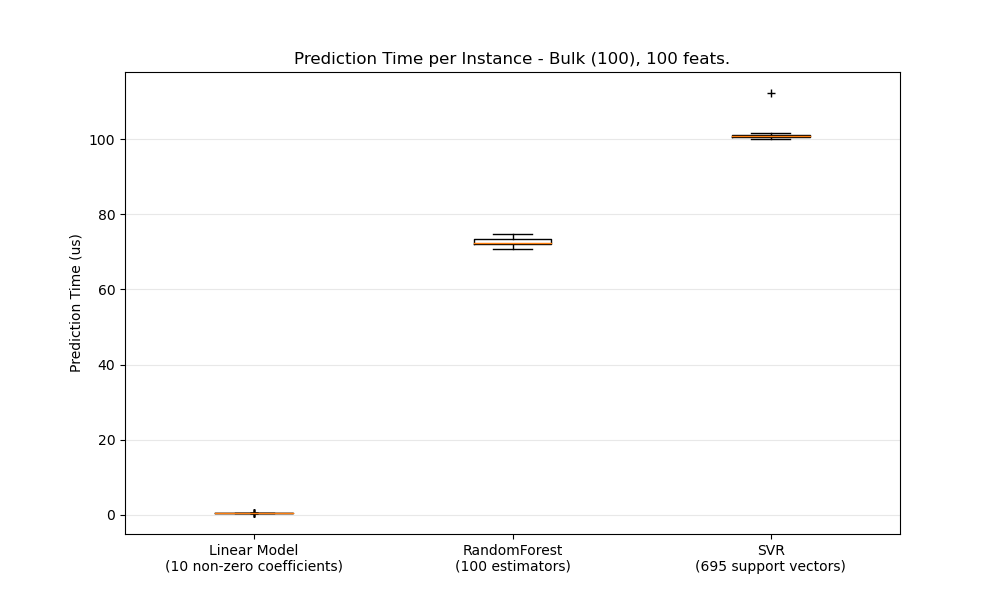 Prediction Time per Instance - Bulk (100), 100 feats.
Prediction Time (us)
100
80
60
40
20
0
Linear Model
(10 non-zero coefficients)
RandomForest
(100 estimators)
SVR
(695 support vectors)